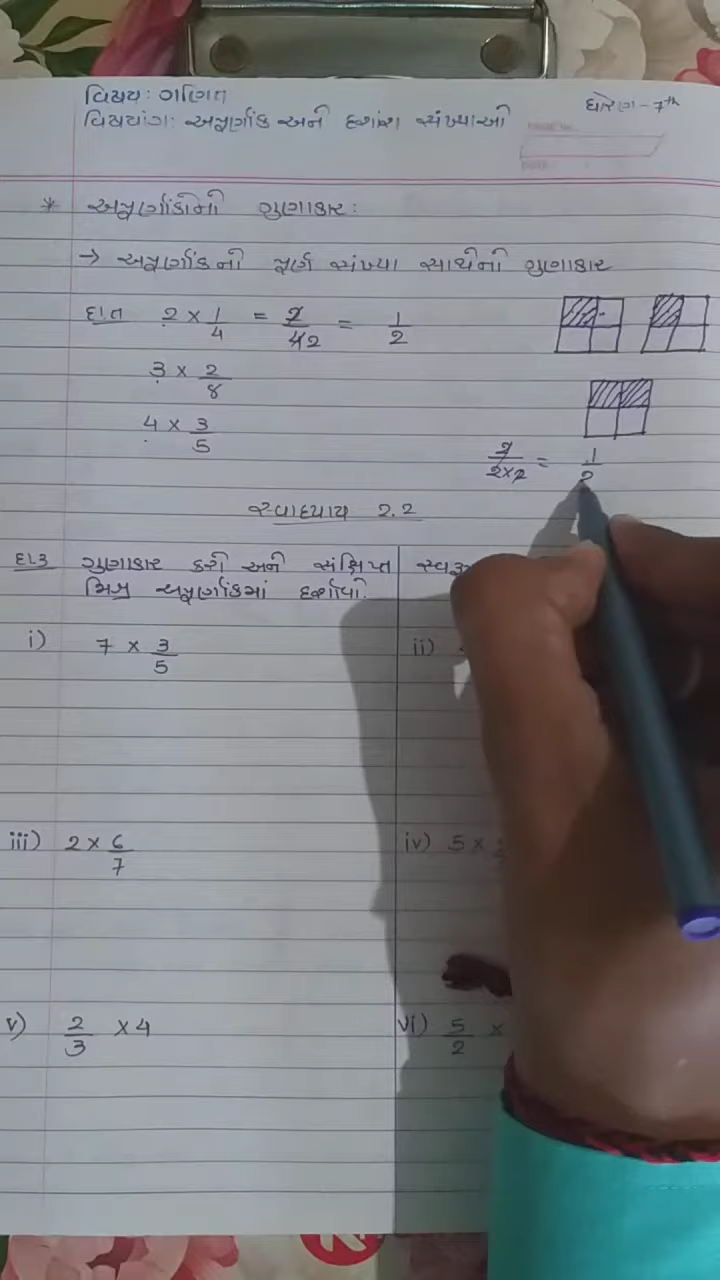 વિષય: ગણિત
ધોરણ - 7th
વિષયાંગ: અપૂર્ણાંક અને દશાંશ સંખ્યાઓ
* અપૂર્ણાંકોનો ગુણાકાર:
→ અપૂર્ણાંકનો પૂર્ણ સંખ્યા સાથેનો ગુણાકાર
દા.ત 2 × 1/4 = 2/42 = 1/2
3 × 2/8
4 × 3/5
2/2×2 = 1/2
સ્વાધ્યાય 2.2
દા.3 ગુણાકાર કરી અને સંક્ષિપ્ત
મિશ્ર અપૂર્ણાંકમાં દર્શાવો.
i) 7 × 3/5
ii)
iii) 2 × 6/7
iv) 5 ×
v) 2/3 × 4
vi) 5/2 ×